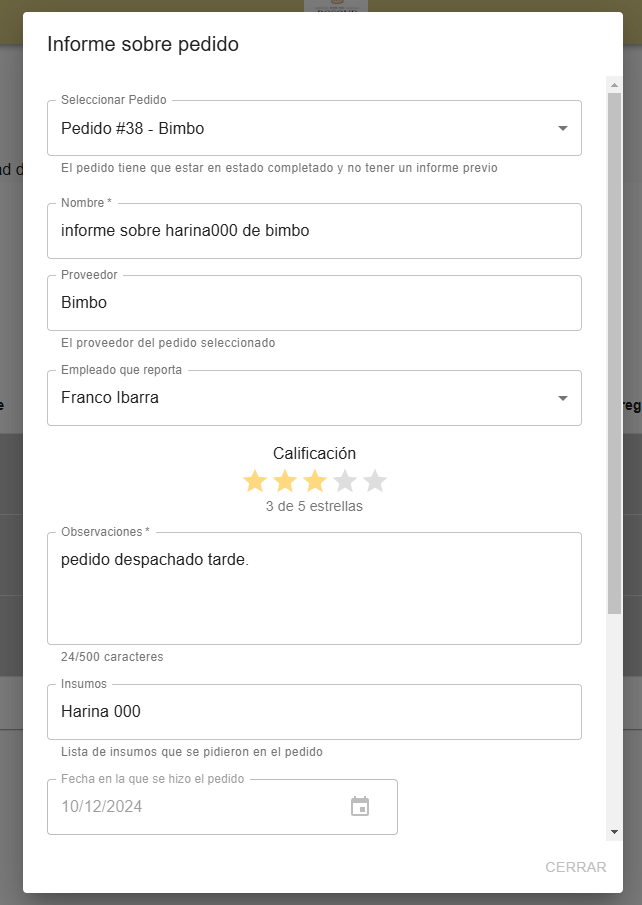 Informe sobre pedido
Seleccionar Pedido
Pedido #38 - Bimbo
El pedido tiene que estar en estado completado y no tener un informe previo
Nombre *
informe sobre harina000 de bimbo
Proveedor
Bimbo
El proveedor del pedido seleccionado
Empleado que reporta
Franco Ibarra
Calificación
3 de 5 estrellas
Observaciones *
pedido despachado tarde.
24/500 caracteres
Insumos
Harina 000
Lista de insumos que se pidieron en el pedido
Fecha en la que se hizo el pedido
10/12/2024
CERRAR